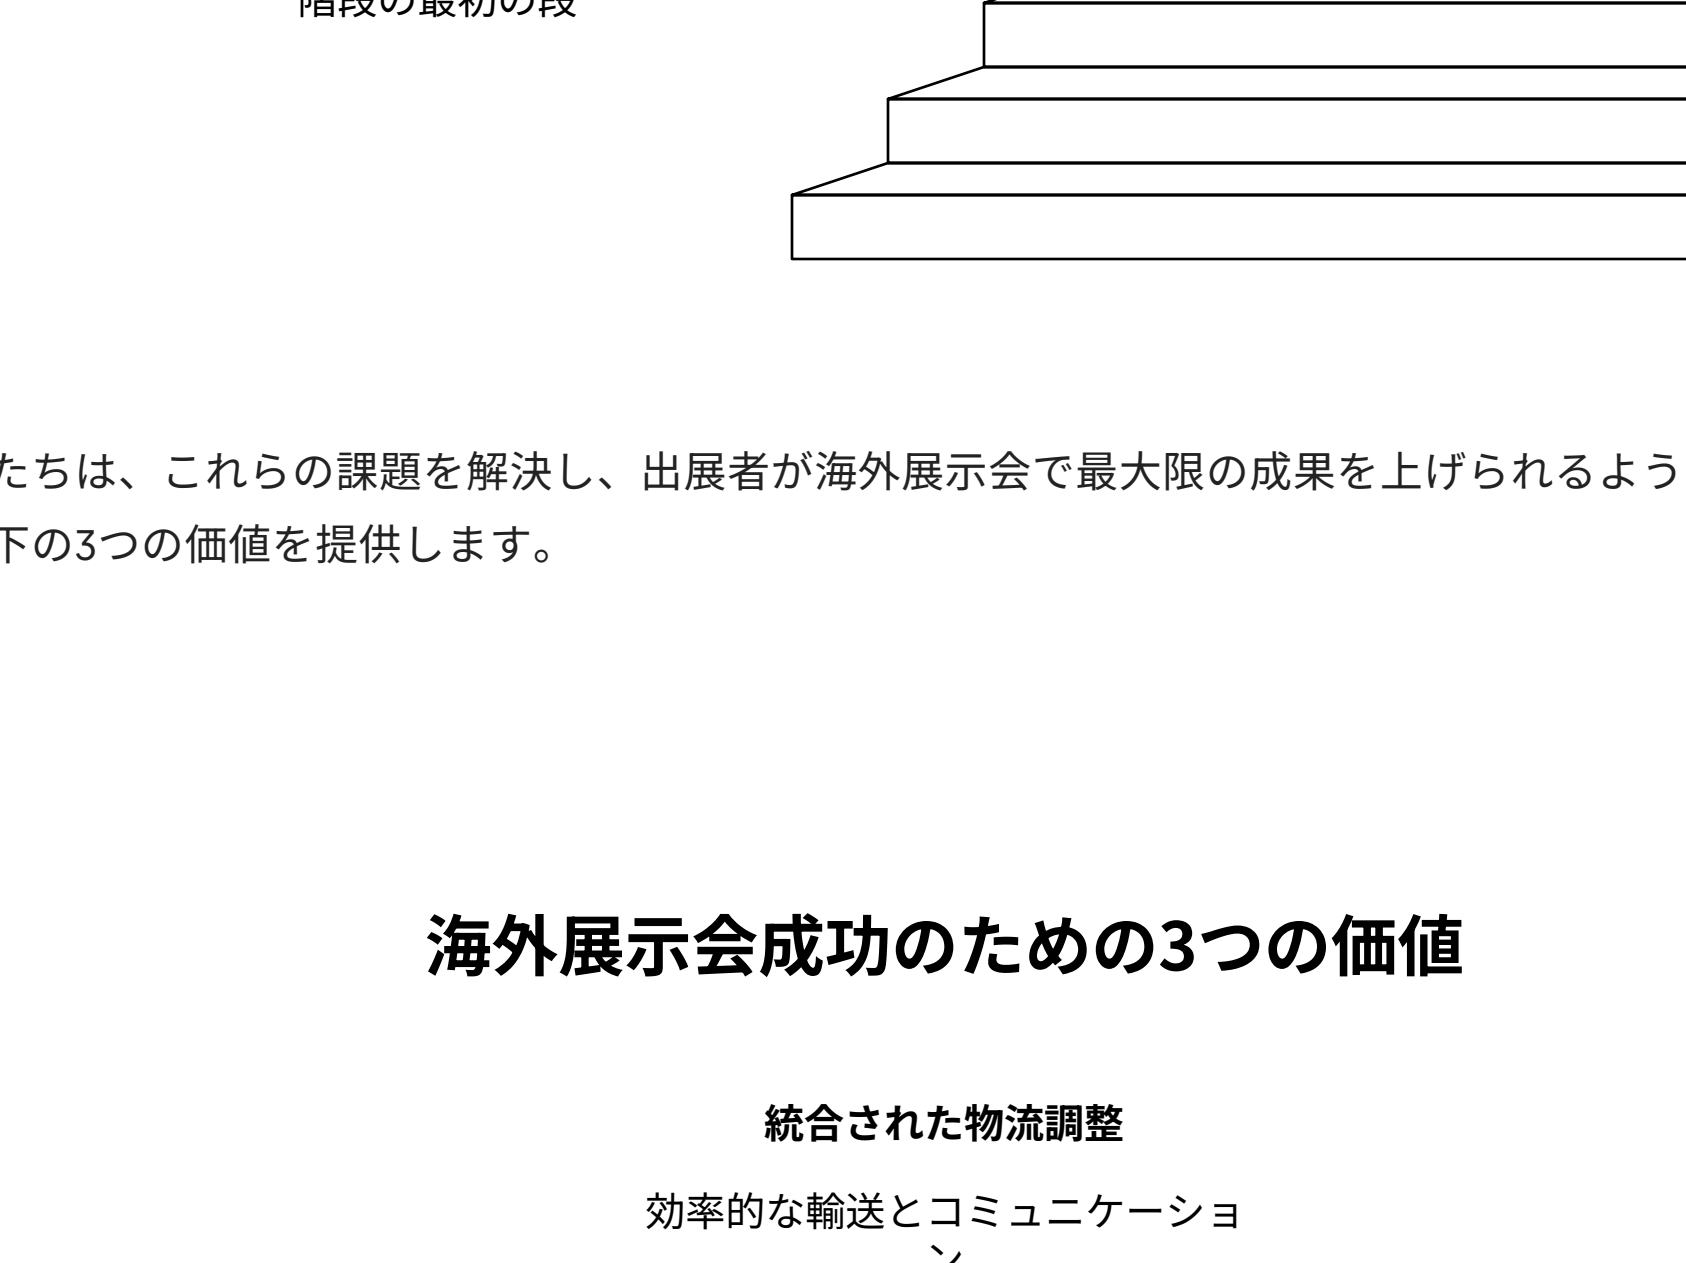 階段の最初の段
たちは、これらの課題を解決し、出展者が海外展示会で最大限の成果を上げられるよう
下の3つの価値を提供します。
海外展示会成功のための3つの価値
統合された物流調整
効率的な輸送とコミュニケーショ
ン